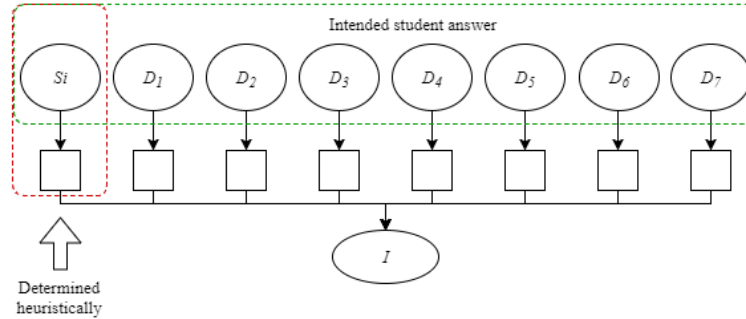 Intended student answer
Si D1 D2 D3 D4 D5 D6 D7
I
Determined
heuristically